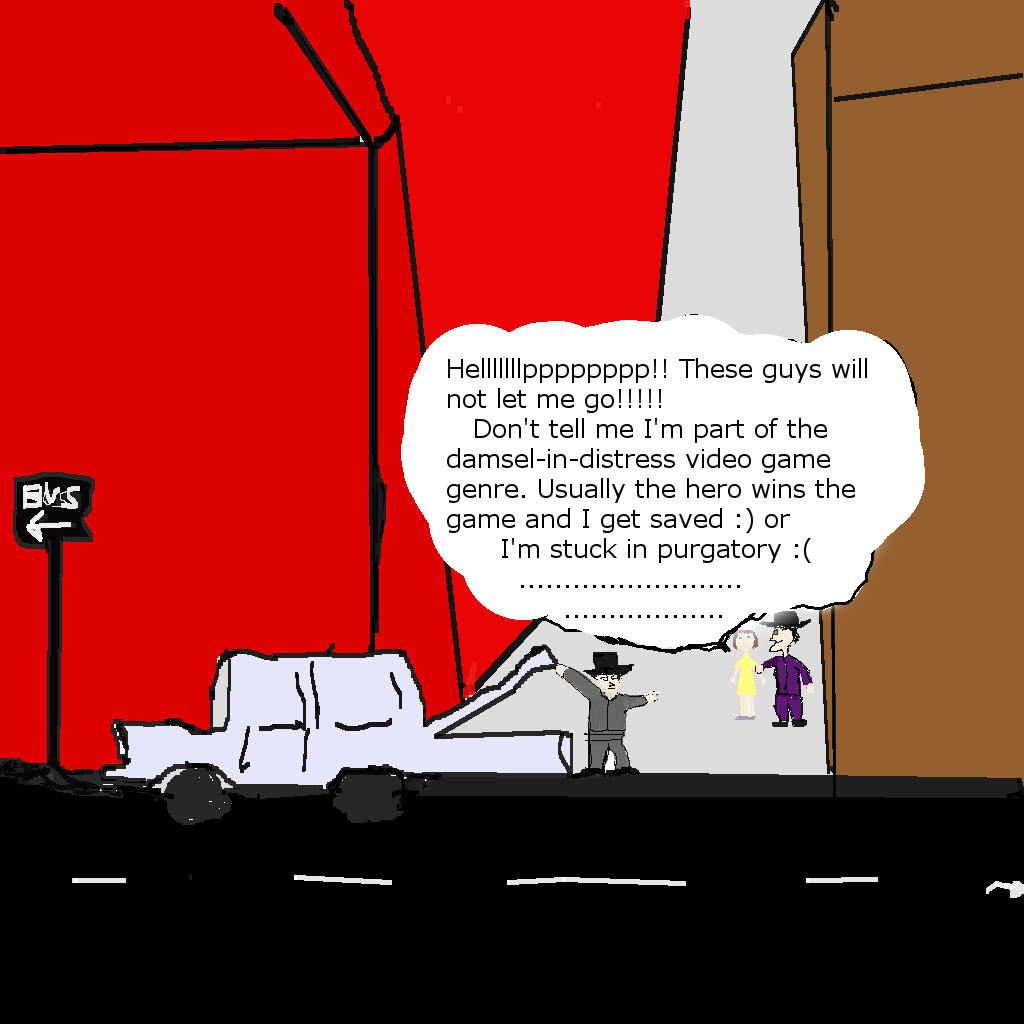 Helllllllpppppppp!! These guys will
not let me go!!!!!
Don't tell me I'm part of the
damsel-in-distress video game
genre. Usually the hero wins the
game and I get saved :) or
I'm stuck in purgatory :(
.........................
..................
BUS